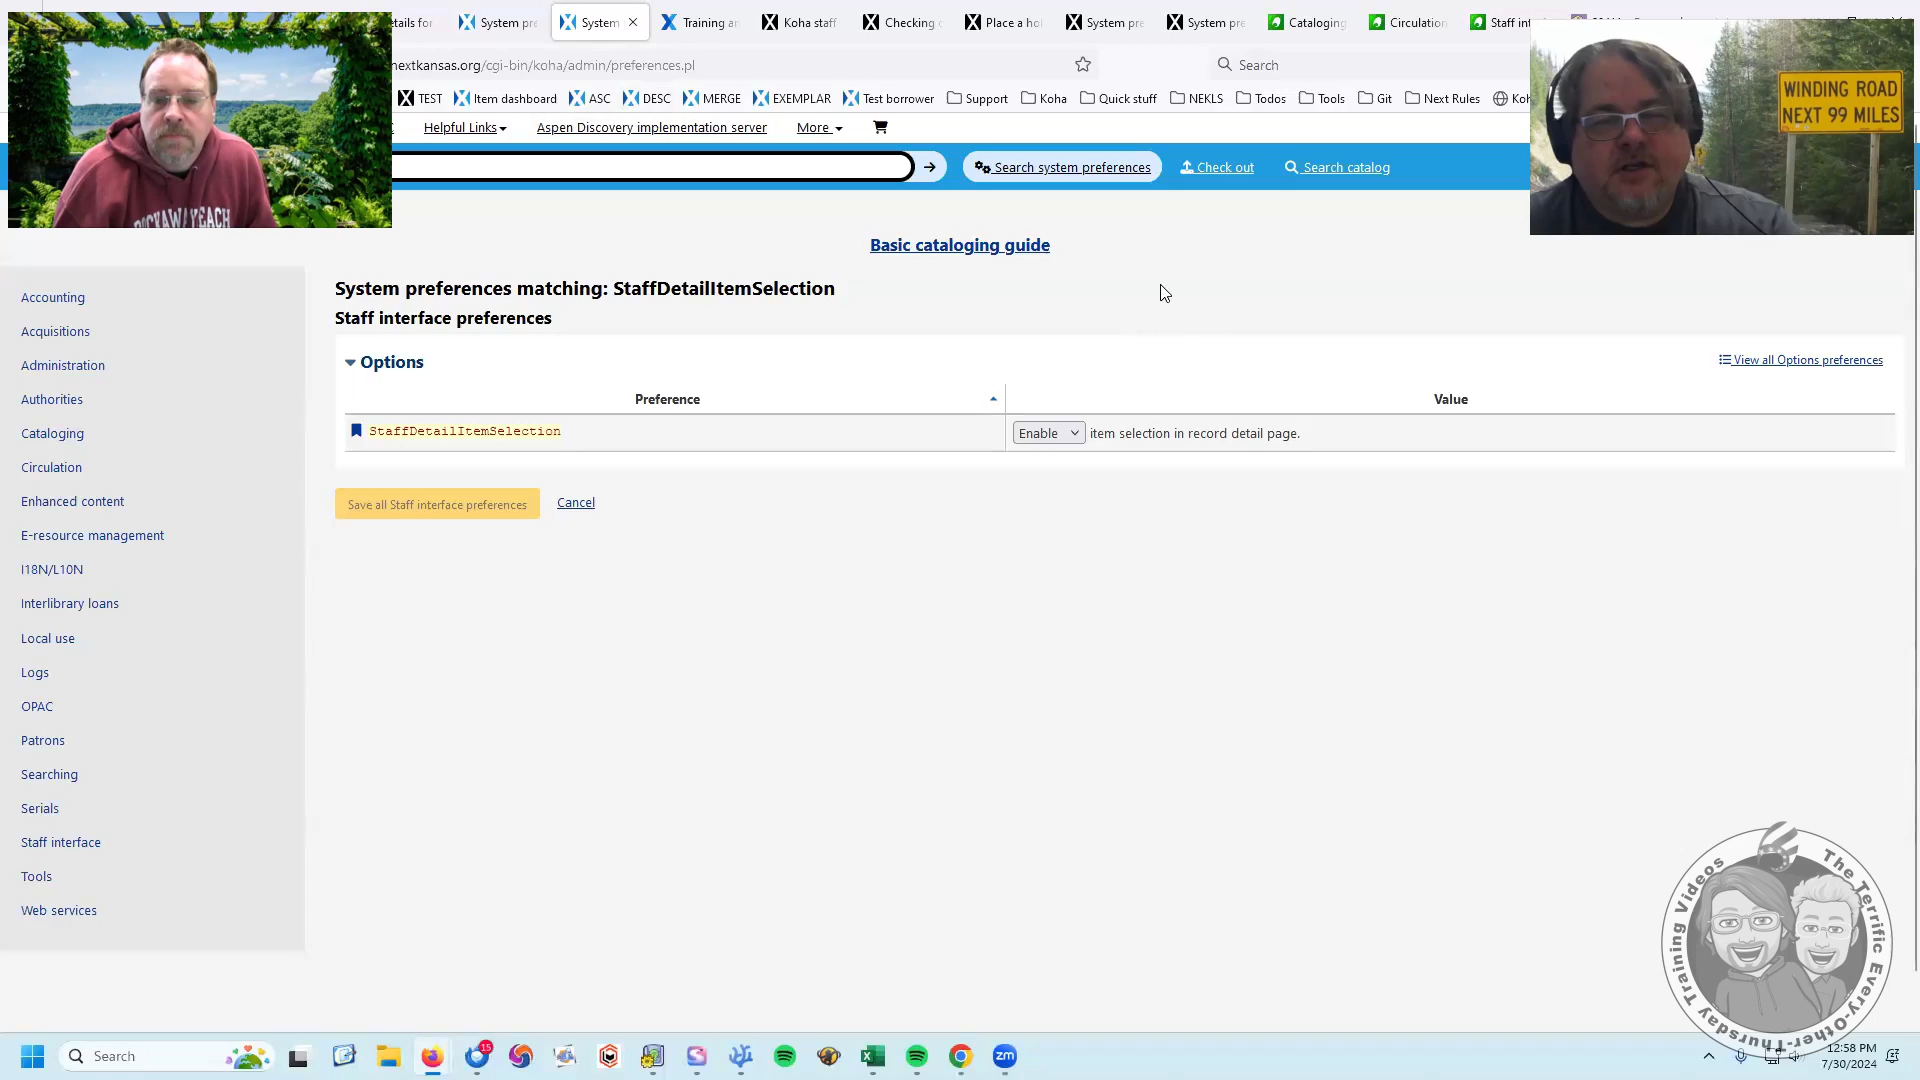 etails for
System pre
System
Training an
Koha staff
Checking o
Place a hol
System pre
System pre
Cataloging
Circulation
Staff int
nextkansas.org/cgi-bin/koha/admin/preferences.pl
Search
TEST
Item dashboard
ASC
DESC
MERGE
EXEMPLAR
Test borrower
Support
Koha
Quick stuff
NEKLS
Todos
Tools
Git
Next Rules
Koh
WINDING ROAD
NEXT 99 MILES
Helpful Links
Aspen Discovery implementation server
More
Search system preferences
Check out
Search catalog
Basic cataloging guide
System preferences matching: StaffDetailItemSelection
Staff interface preferences
Options
View all Options preferences
Preference
Value
StaffDetailItemSelection
Enable
item selection in record detail page.
Save all Staff interface preferences
Cancel
Accounting
Acquisitions
Administration
Authorities
Cataloging
Circulation
Enhanced content
E-resource management
I18N/L10N
Interlibrary loans
Local use
Logs
OPAC
Patrons
Searching
Serials
Staff interface
Tools
Web services
The Terrific Every-Other-Thursday Training Videos
Search
15
zm
12:58 PM
7/30/2024